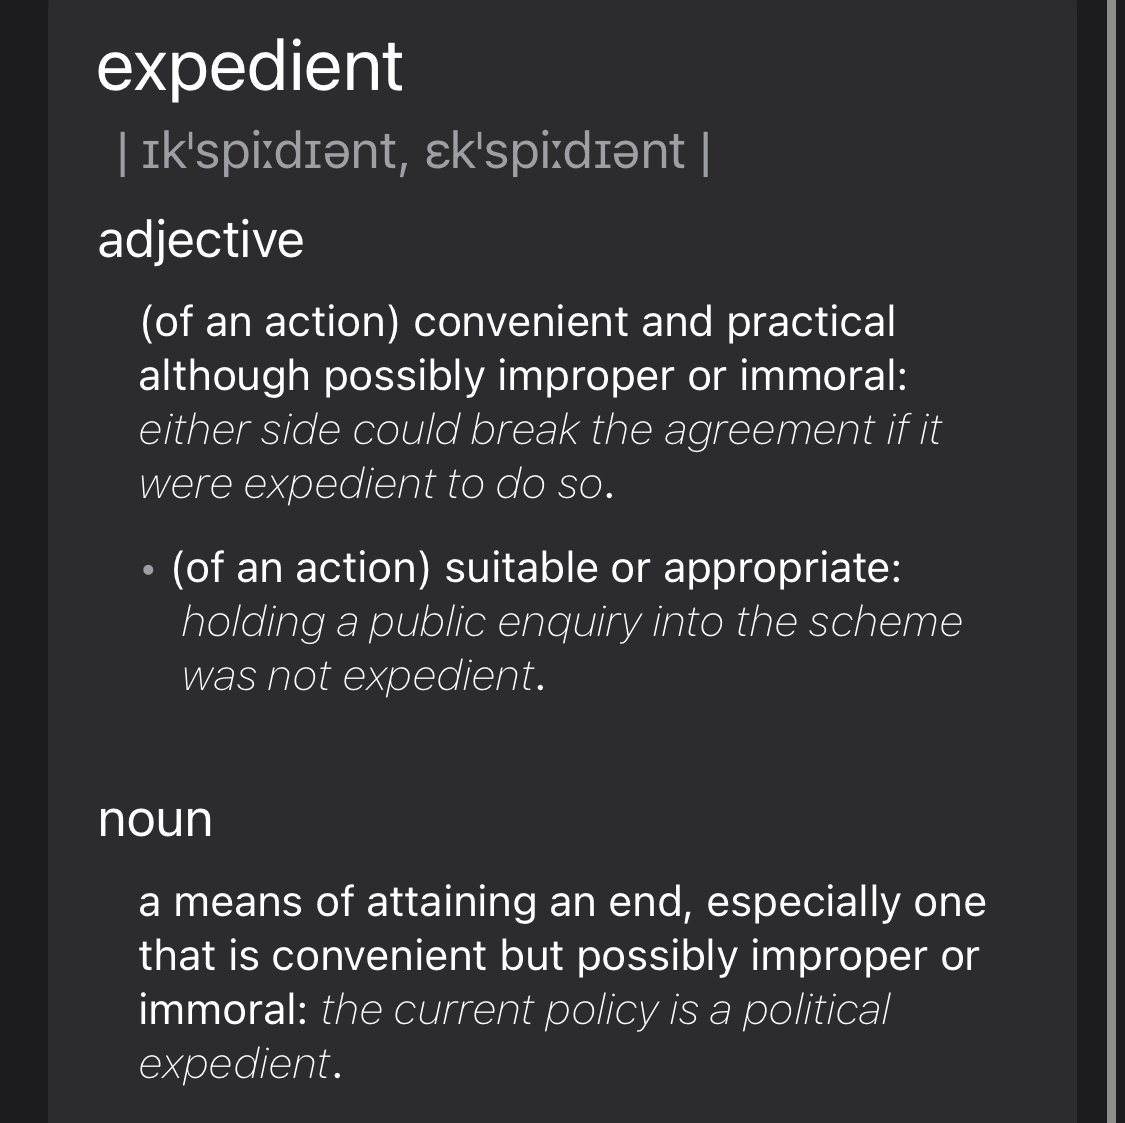 expedient
| ɪkˈspiːdɪənt, ɛkˈspiːdɪənt |
adjective
(of an action) convenient and practical
although possibly improper or immoral:
either side could break the agreement if it
were expedient to do so.
• (of an action) suitable or appropriate:
holding a public enquiry into the scheme
was not expedient.
noun
a means of attaining an end, especially one
that is convenient but possibly improper or
immoral: the current policy is a political
expedient.